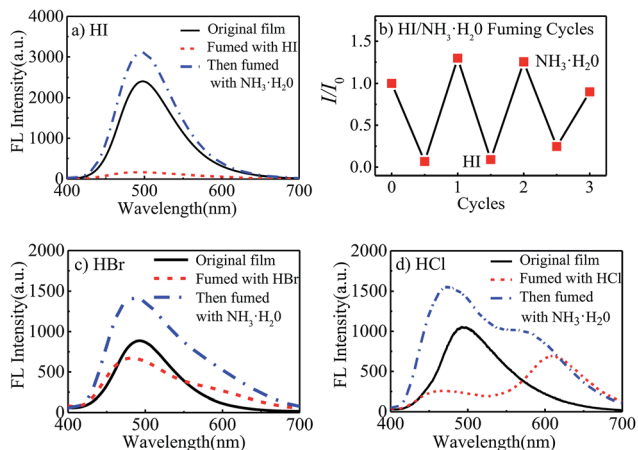 a) HI
Original film
Fumed with HI
Then fumed
with NH₃·H₂0
FL Intensity(a.u.)
4000
3000
2000
1000
0
400 500 600 700
Wavelength(nm)
b) HI/NH₃·H₂0 Fuming Cycles
NH₃·H₂0
HI
I/I₀
1.5
1.0
0.5
0.0
0 1 2 3
Cycles
c) HBr
Original film
Fumed with HBr
Then fumed
with NH₃·H₂0
FL Intensity(a.u.)
2000
1500
1000
500
0
400 500 600 700
Wavelength(nm)
d) HCl
Original film
Fumed with HCl
Then fumed
with NH₃·H₂0
FL Intensity(a.u.)
2000
1500
1000
500
0
400 500 600 700
Wavelength(nm)